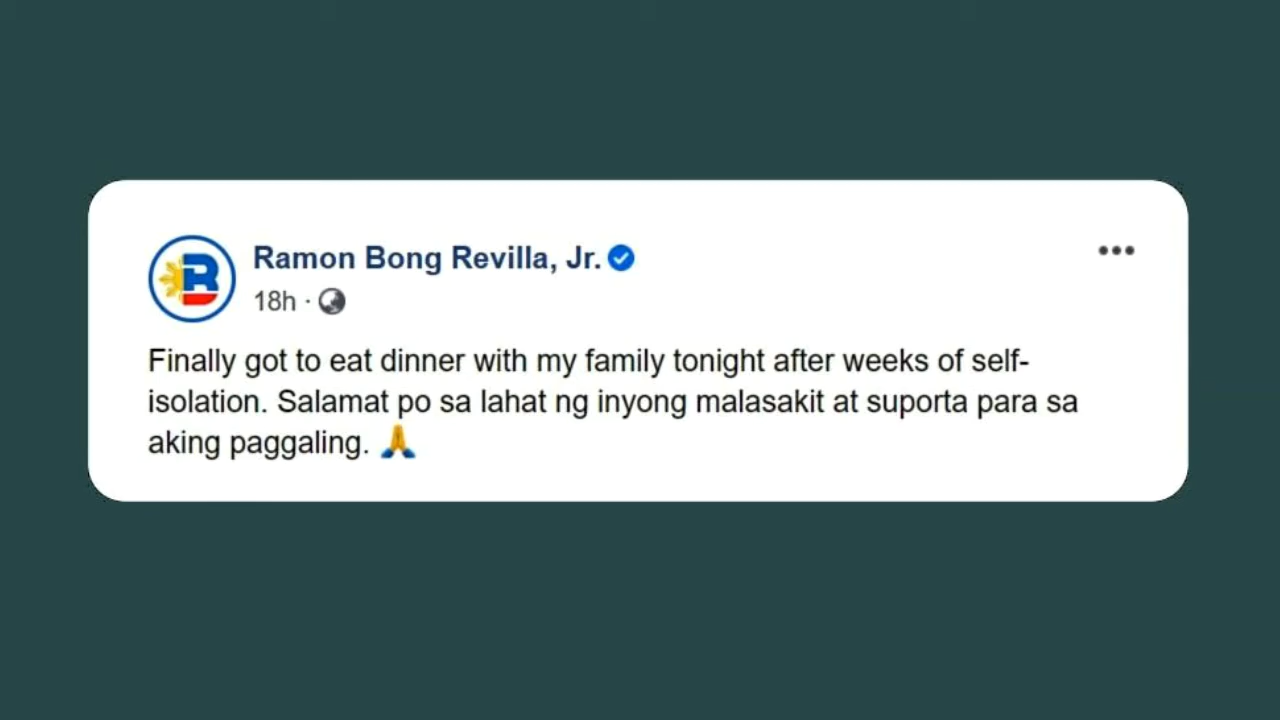 Ramon Bong Revilla, Jr.
18h ·
Finally got to eat dinner with my family tonight after weeks of self-
isolation. Salamat po sa lahat ng inyong malasakit at suporta para sa
aking paggaling. 🙏